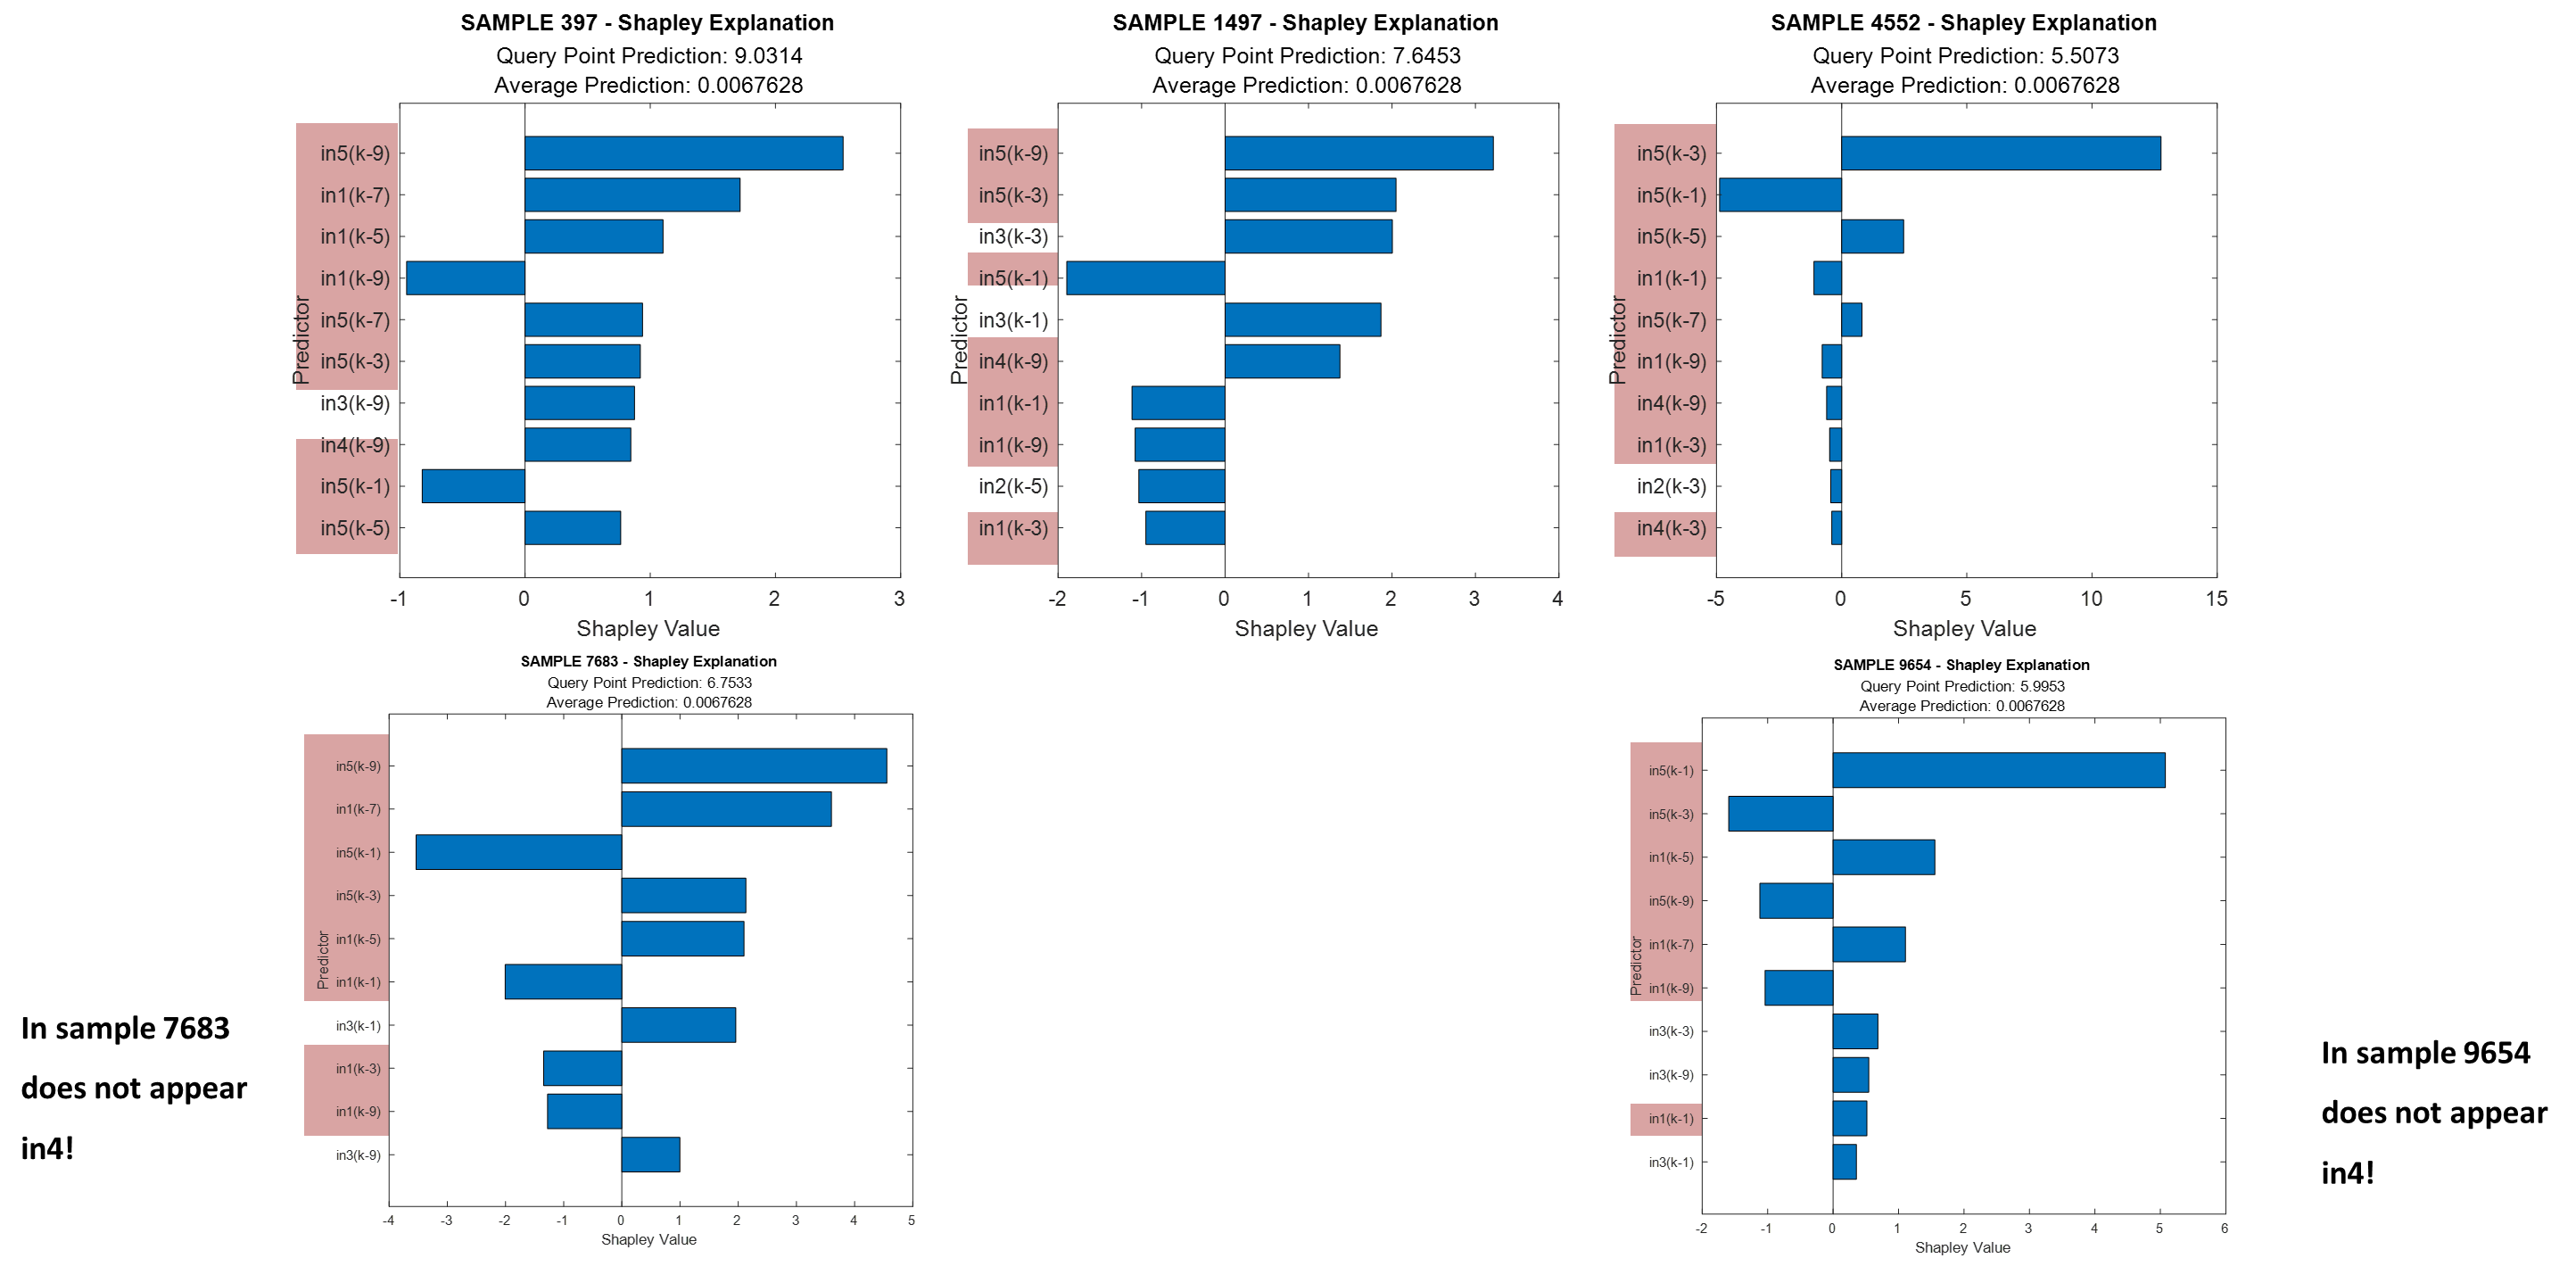 SAMPLE 397 - Shapley Explanation
Query Point Prediction: 9.0314
Average Prediction: 0.0067628
Predictor
in5(k-9)
in1(k-7)
in1(k-5)
in1(k-9)
in5(k-7)
in5(k-3)
in3(k-9)
in4(k-9)
in5(k-1)
in5(k-5)
-1 0 1 2 3
Shapley Value
SAMPLE 1497 - Shapley Explanation
Query Point Prediction: 7.6453
Average Prediction: 0.0067628
Predictor
in5(k-9)
in5(k-3)
in3(k-3)
in5(k-1)
in3(k-1)
in4(k-9)
in1(k-1)
in1(k-9)
in2(k-5)
in1(k-3)
-2 -1 0 1 2 3 4
Shapley Value
SAMPLE 4552 - Shapley Explanation
Query Point Prediction: 5.5073
Average Prediction: 0.0067628
Predictor
in5(k-3)
in5(k-1)
in5(k-5)
in1(k-1)
in5(k-7)
in1(k-9)
in4(k-9)
in1(k-3)
in2(k-3)
in4(k-3)
-5 0 5 10 15
Shapley Value
In sample 7683
does not appear
in4!
SAMPLE 7683 - Shapley Explanation
Query Point Prediction: 6.7533
Average Prediction: 0.0067628
Predictor
in5(k-9)
in1(k-7)
in5(k-1)
in5(k-3)
in1(k-5)
in1(k-1)
in3(k-1)
in1(k-3)
in1(k-9)
in3(k-9)
-4 -3 -2 -1 0 1 2 3 4 5
Shapley Value
SAMPLE 9654 - Shapley Explanation
Query Point Prediction: 5.9953
Average Prediction: 0.0067628
Predictor
in5(k-1)
in5(k-3)
in1(k-5)
in5(k-9)
in1(k-7)
in1(k-9)
in3(k-3)
in3(k-9)
in1(k-1)
in3(k-1)
-2 -1 0 1 2 3 4 5 6
Shapley Value
In sample 9654
does not appear
in4!